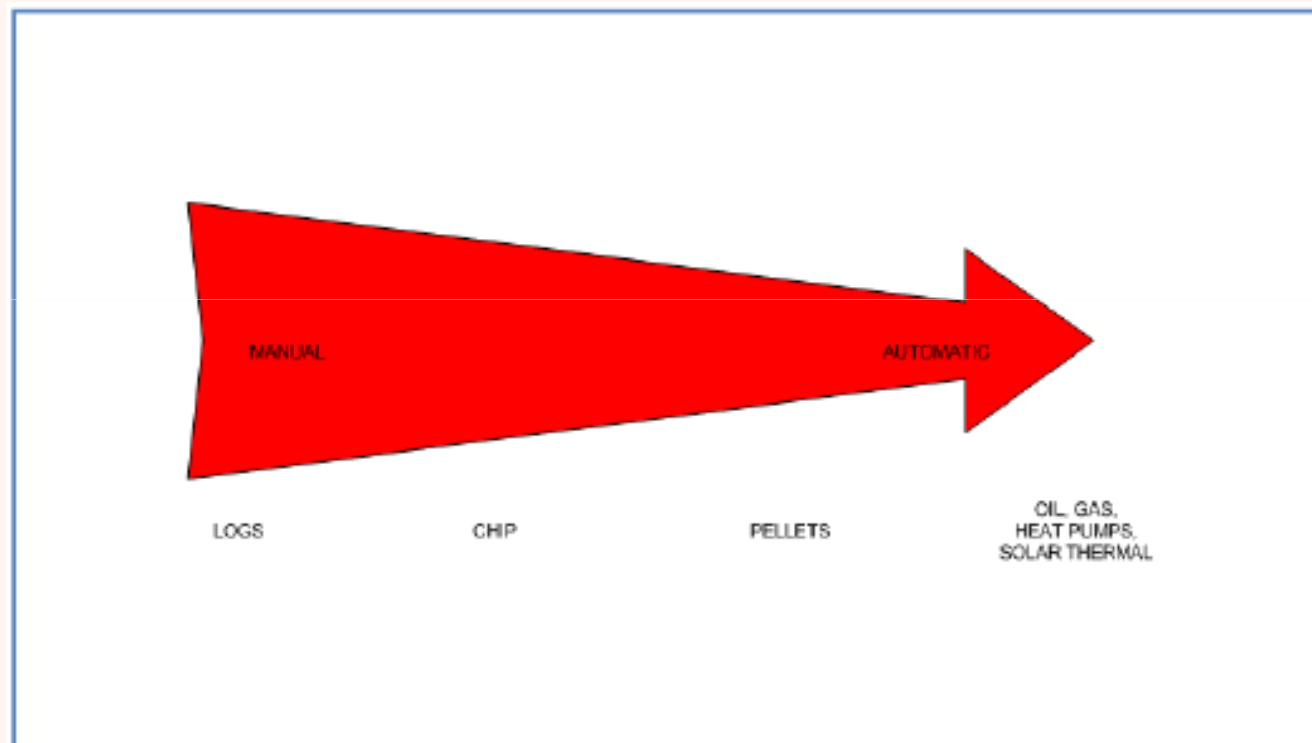 MANUAL
AUTOMATIC
LOGS
CHIP
PELLETS
OIL, GAS,
HEAT PUMPS,
SOLAR THERMAL